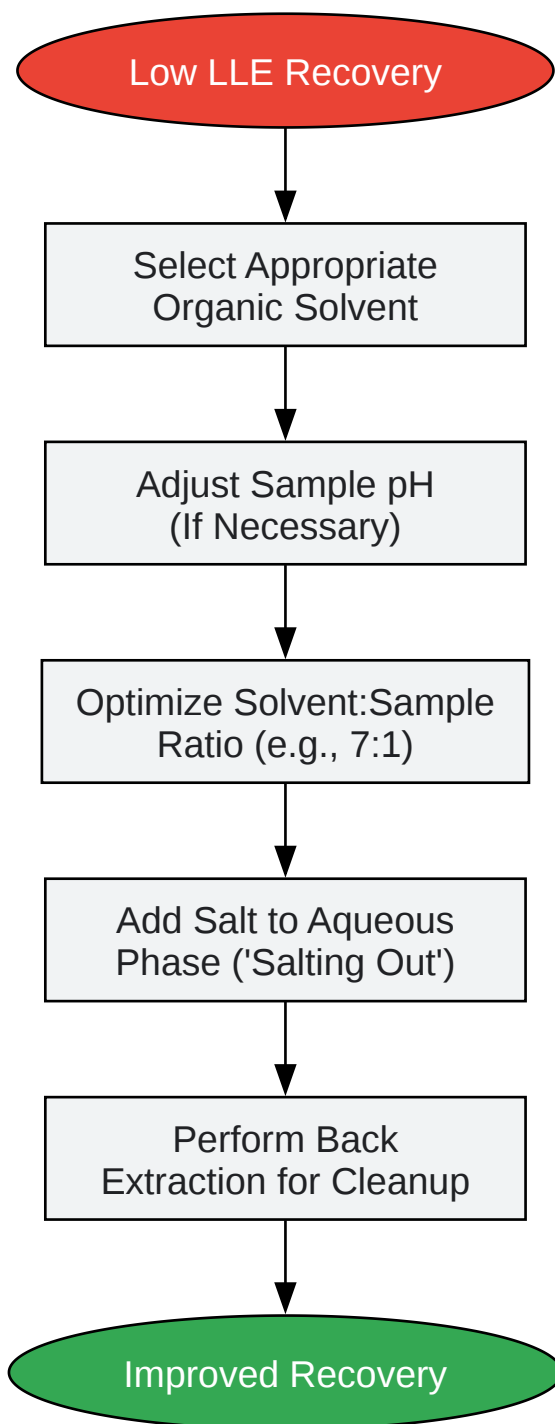 Low LLE Recovery
Select Appropriate
Organic Solvent
Adjust Sample pH
(If Necessary)
Optimize Solvent:Sample
Ratio (e.g., 7:1)
Add Salt to Aqueous
Phase ('Salting Out')
Perform Back
Extraction for Cleanup
Improved Recovery